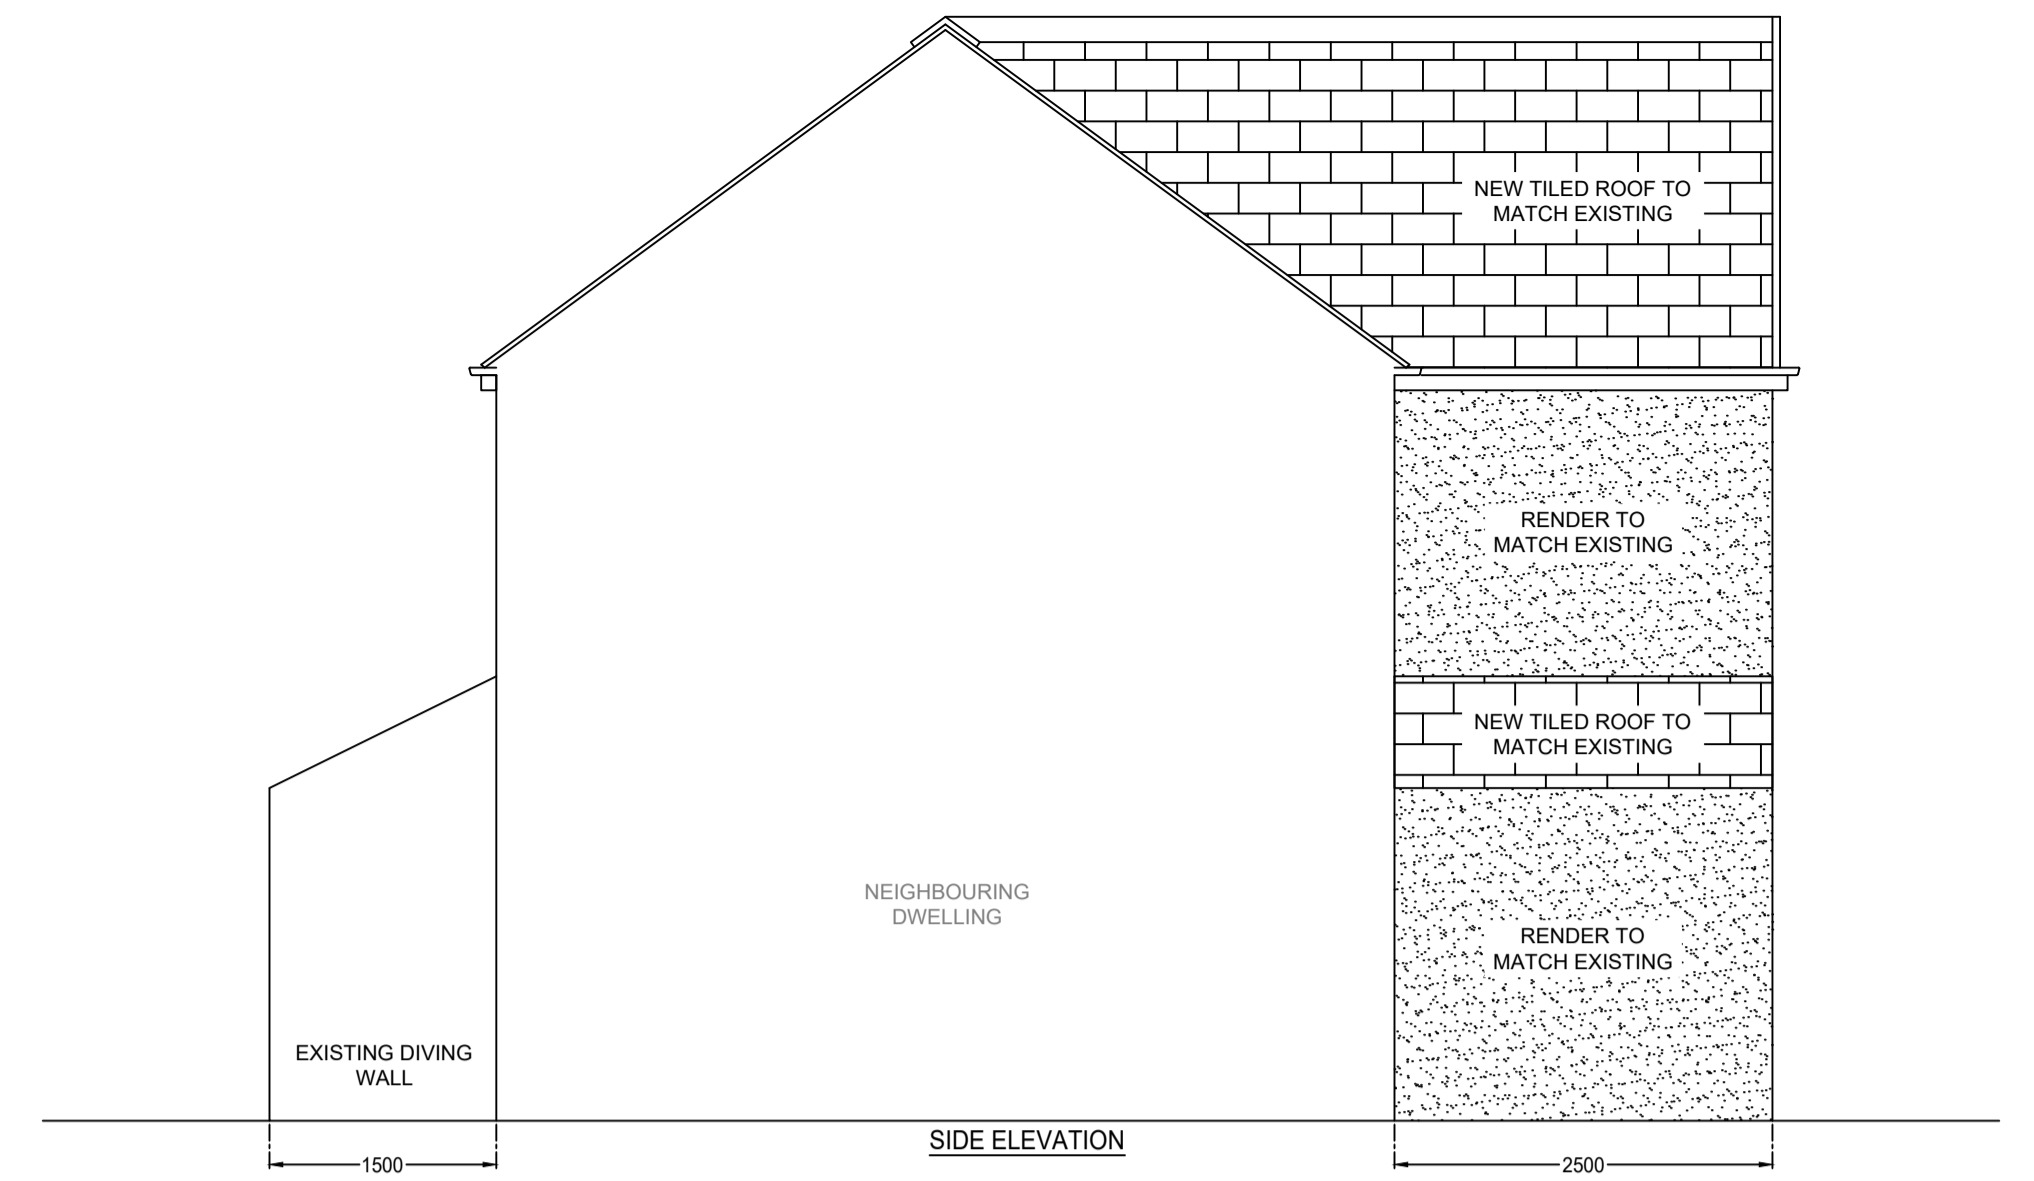 NEW TILED ROOF TO
MATCH EXISTING
RENDER TO
MATCH EXISTING
NEW TILED ROOF TO
MATCH EXISTING
NEIGHBOURING
DWELLING
RENDER TO
MATCH EXISTING
EXISTING DIVING
WALL
SIDE ELEVATION
1500
2500